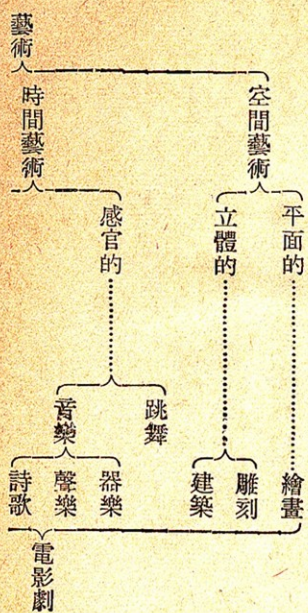 藝術
空間藝術
時間藝術
平面的
立體的
感官的
繪畫
雕刻
建築
跳舞
音樂
器樂
聲樂
詩歌
電影劇